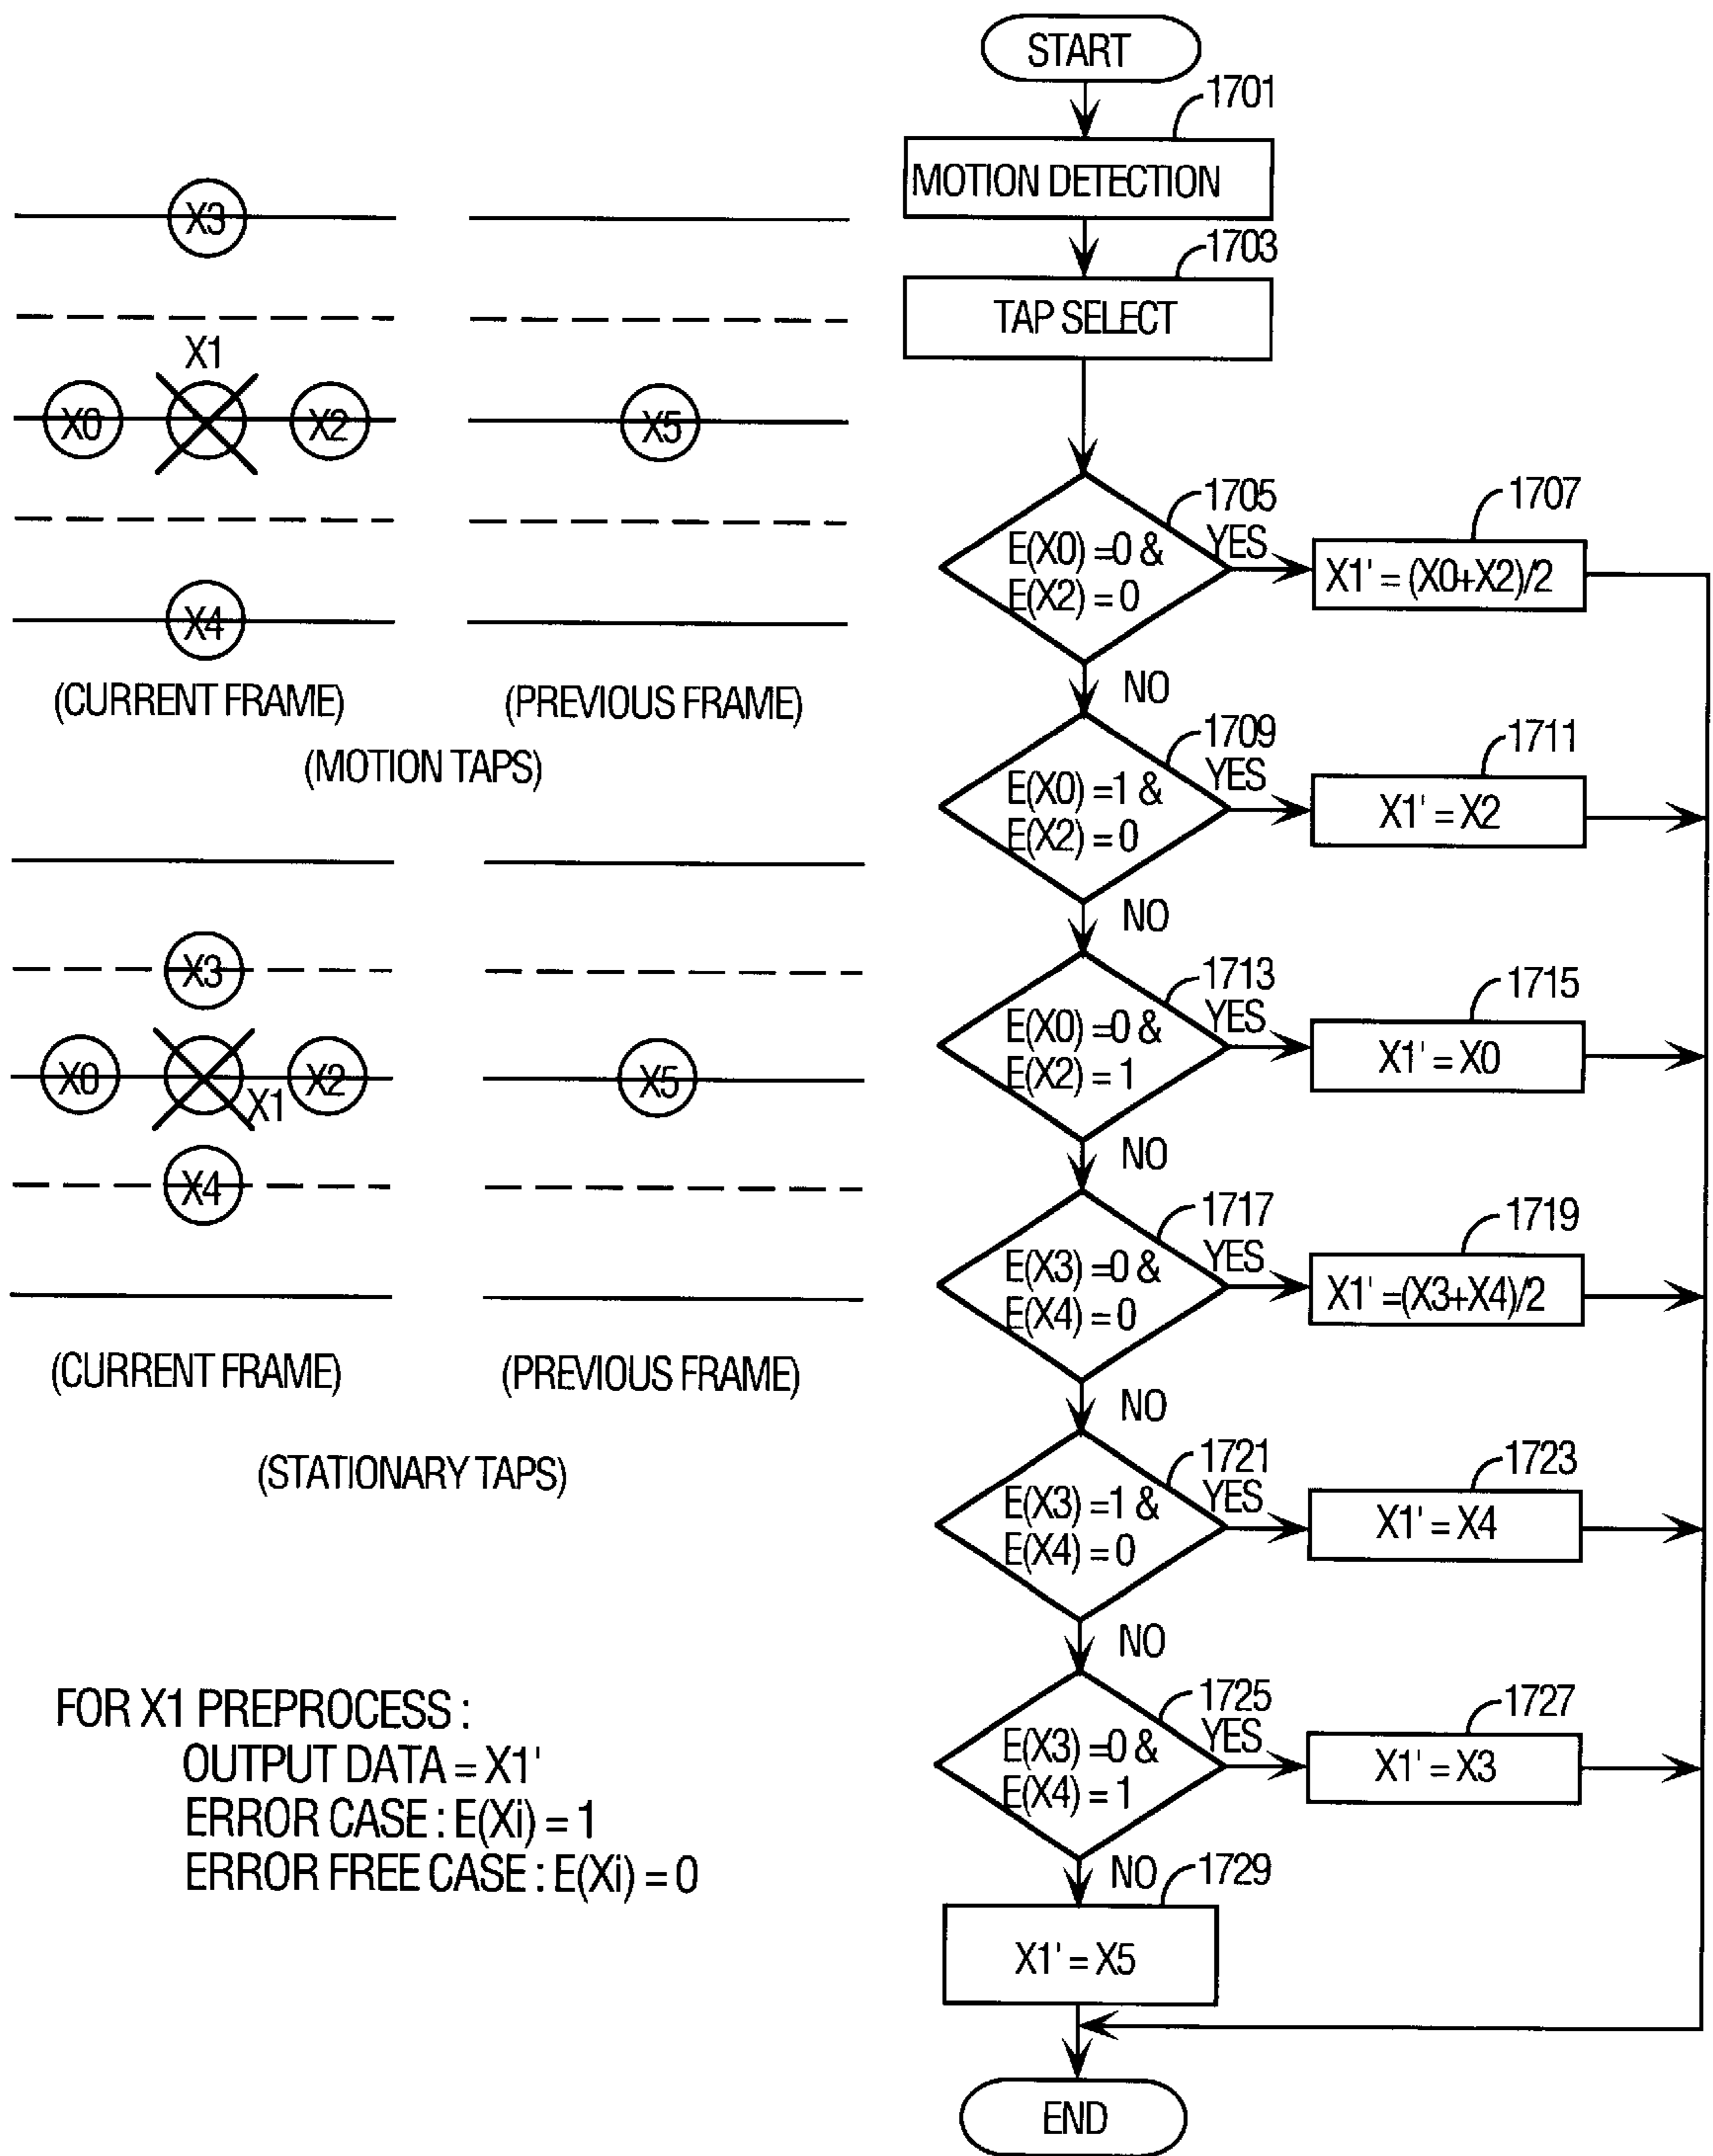 X3
X1
X0
X2
X5
X4
(CURRENT FRAME)
(PREVIOUS FRAME)
(MOTION TAPS)
X3
X0
X1
X2
X5
X4
(CURRENT FRAME)
(PREVIOUS FRAME)
(STATIONARY TAPS)
FOR X1 PREPROCESS :
OUTPUT DATA = X1'
ERROR CASE : E(Xi) = 1
ERROR FREE CASE : E(Xi) = 0
START
1701
MOTION DETECTION
1703
TAP SELECT
1705
E(X0) =0 &
E(X2) = 0
YES
1707
X1' = (X0+X2)/2
NO
1709
E(X0) =1 &
E(X2) = 0
YES
1711
X1' = X2
NO
1713
E(X0) =0 &
E(X2) = 1
YES
1715
X1' = X0
NO
1717
E(X3) =0 &
E(X4) = 0
YES
1719
X1' =(X3+X4)/2
NO
1721
E(X3) =1 &
E(X4) = 0
YES
1723
X1' = X4
NO
1725
E(X3) =0 &
E(X4) = 1
YES
1727
X1' = X3
NO
1729
X1' = X5
END